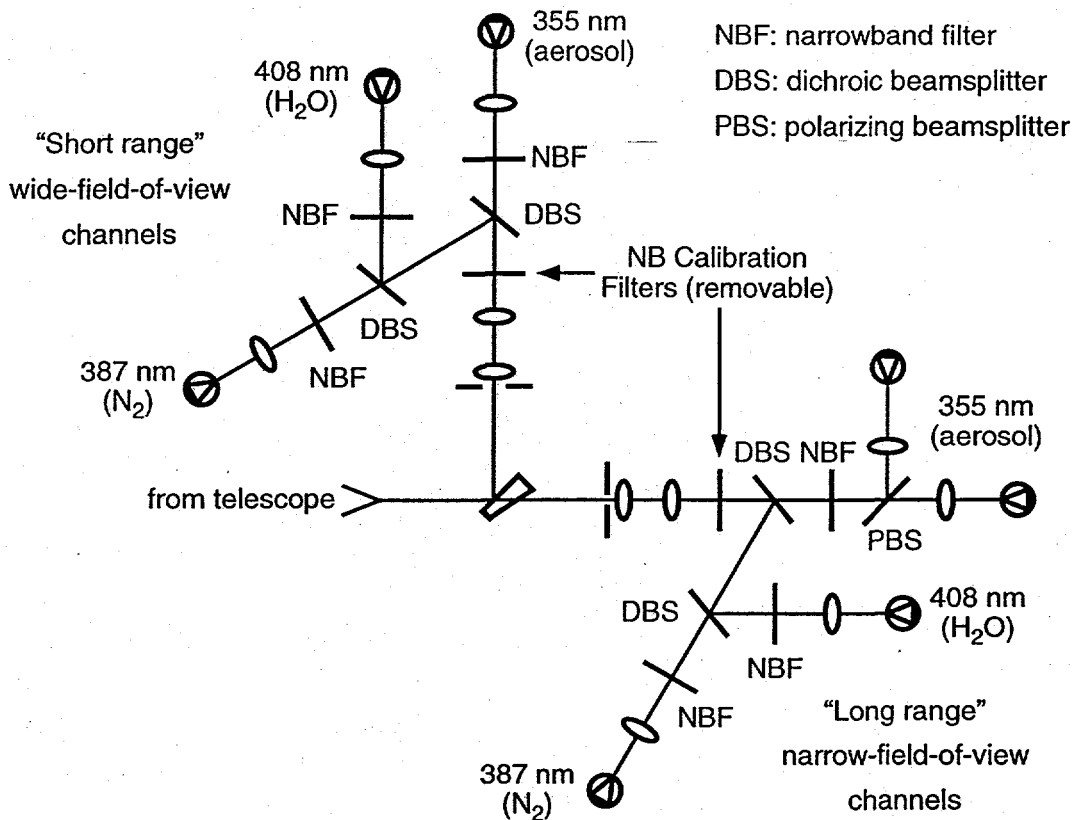 355 nm
(aerosol)
NBF: narrowband filter
DBS: dichroic beamsplitter
PBS: polarizing beamsplitter
408 nm
(H₂O)
"Short range"
wide-field-of-view
channels
NBF
NBF
DBS
NB Calibration
Filters (removable)
DBS
NBF
387 nm
(N₂)
355 nm
(aerosol)
DBS NBF
from telescope
PBS
DBS
408 nm
(H₂O)
NBF
NBF
"Long range"
narrow-field-of-view
channels
387 nm
(N₂)